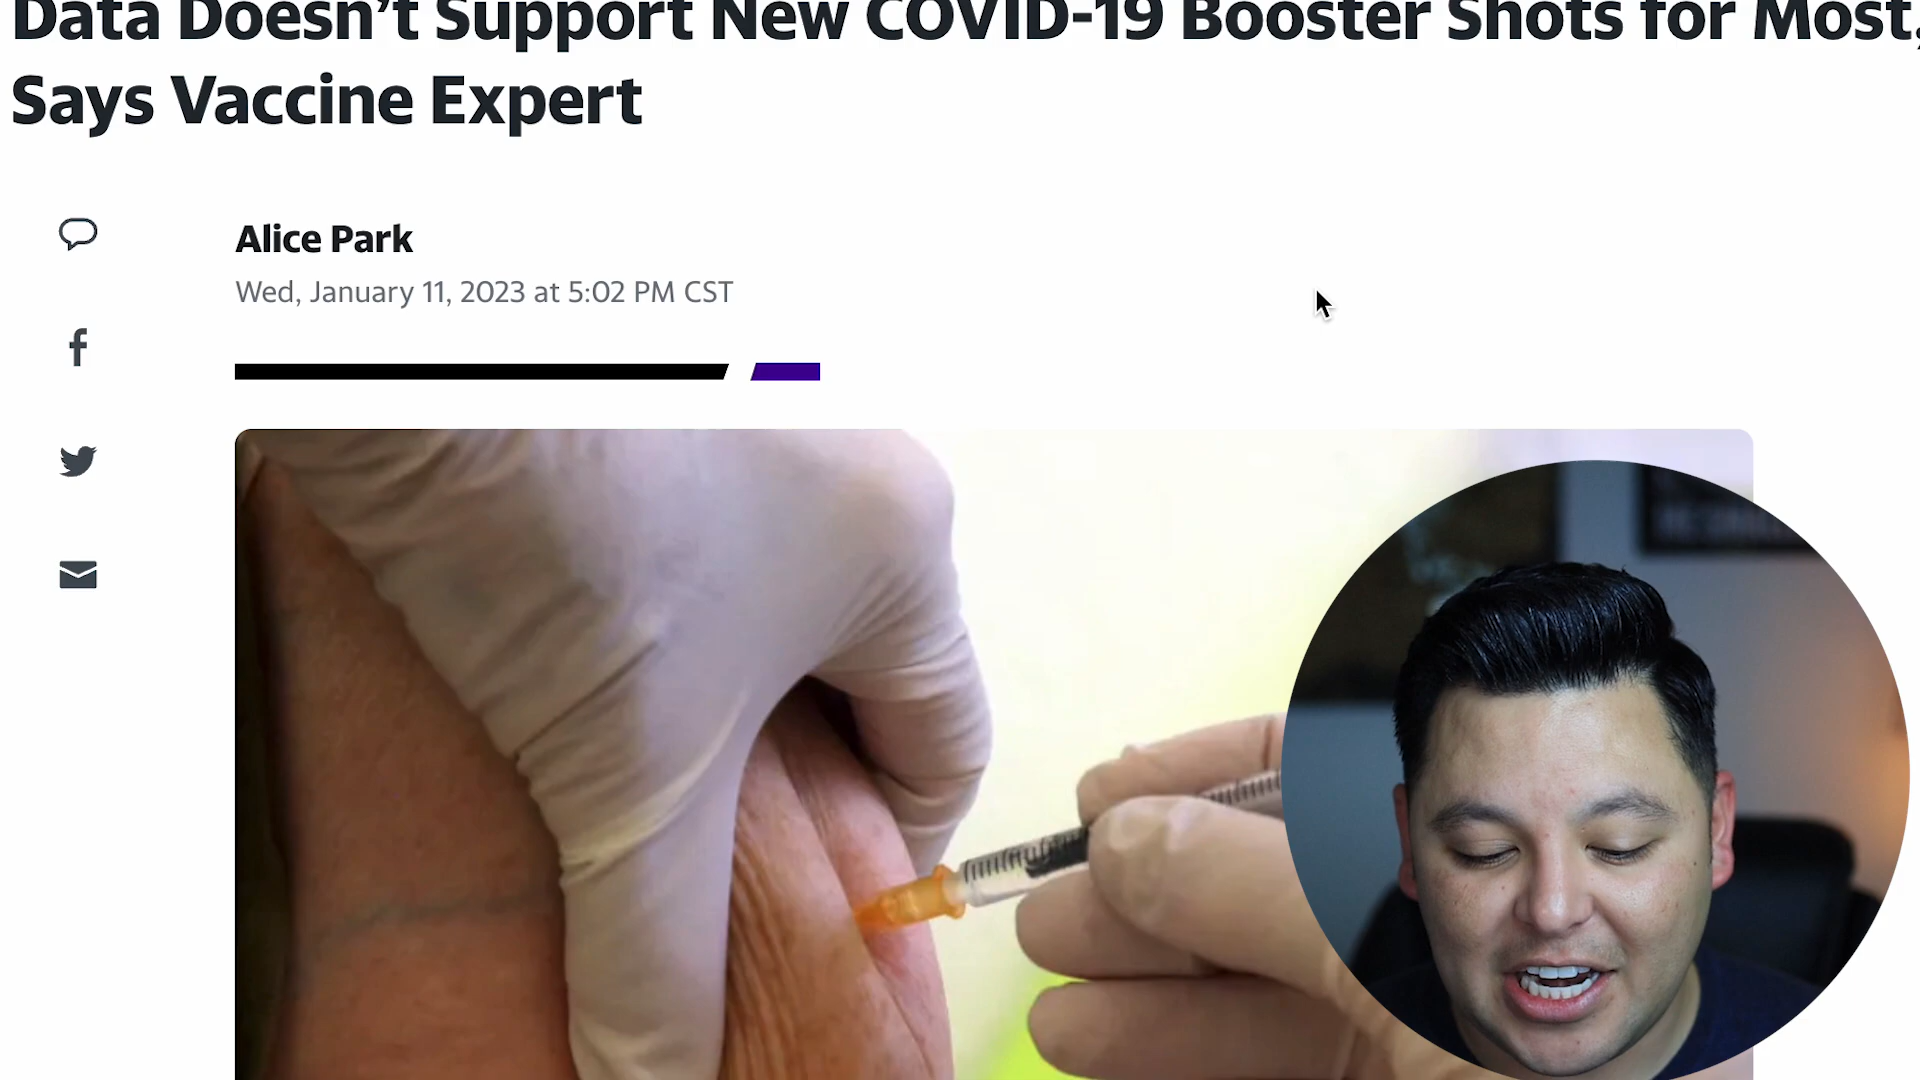 Data Doesn’t Support New COVID-19 Booster Shots for Most,
Says Vaccine Expert
Alice Park
Wed, January 11, 2023 at 5:02 PM CST